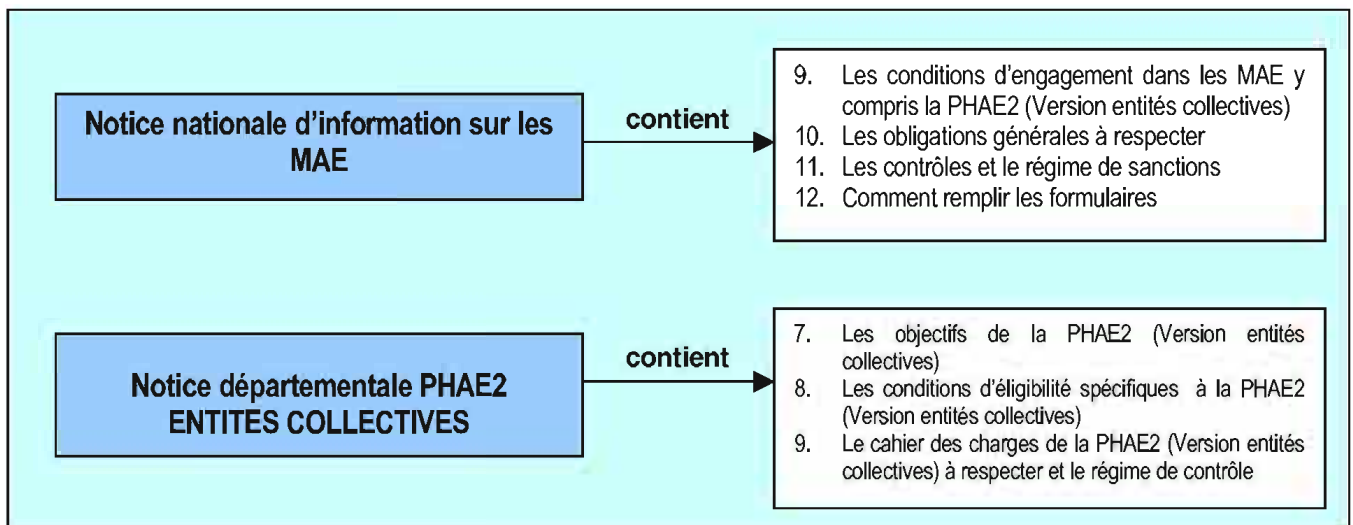 Notice nationale d'information sur les
MAE
contient
9. Les conditions d'engagement dans les MAE y
compris la PHAE2 (Version entités collectives)
10. Les obligations générales à respecter
11. Les contrôles et le régime de sanctions
12. Comment remplir les formulaires
Notice départementale PHAE2
ENTITES COLLECTIVES
contient
7. Les objectifs de la PHAE2 (Version entités
collectives)
8. Les conditions d'éligibilité spécifiques à la PHAE2
(Version entités collectives)
9. Le cahier des charges de la PHAE2 (Version entités
collectives) à respecter et le régime de contrôle